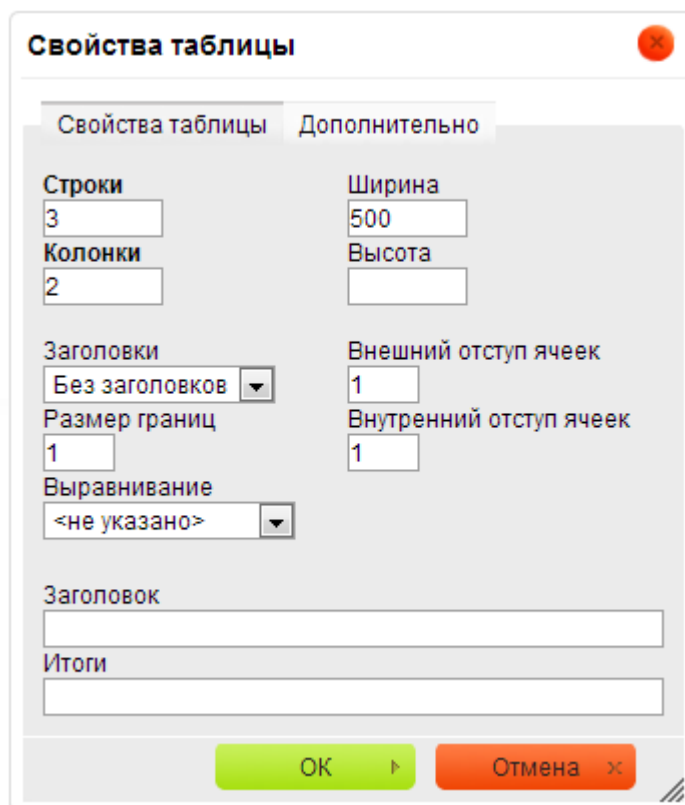 Свойства таблицы
Свойства таблицы Дополнительно
Строки Ширина
3 500
Колонки Высота
2
Заголовки Внешний отступ ячеек
Без заголовков 1
Размер границ Внутренний отступ ячеек
1 1
Выравнивание
<не указано>
Заголовок
Итоги
ОК Отмена